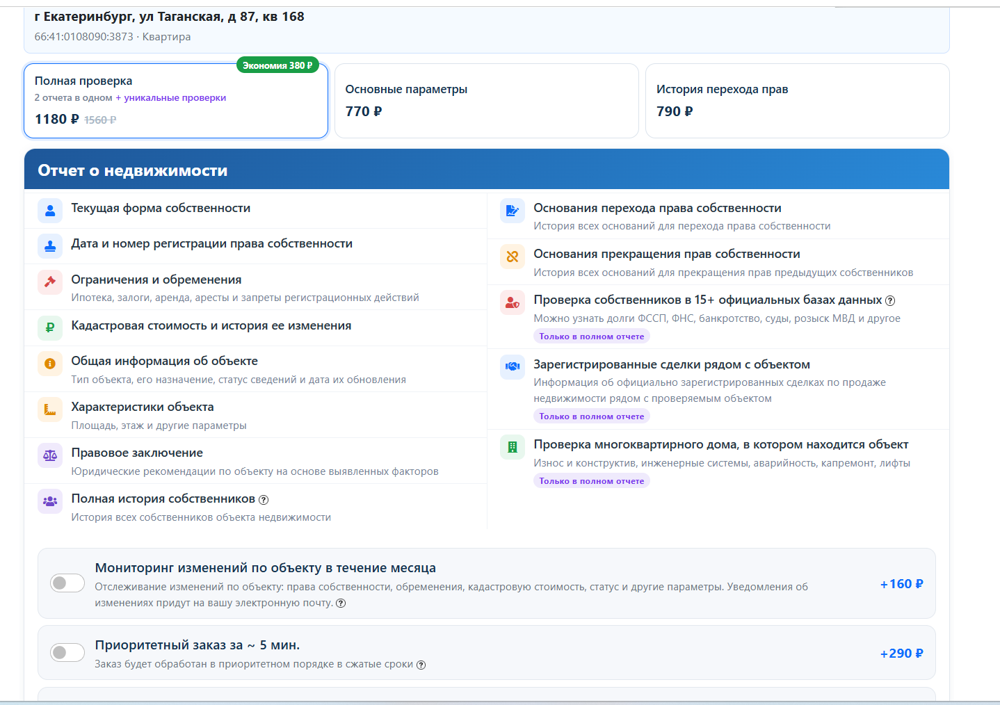 г Екатеринбург, ул Таганская, д 87, кв 168
66:41:0108090:3873 · Квартира
Экономия 380 ₽
Полная проверка
2 отчета в одном + уникальные проверки
1180 ₽ 1560 ₽
Основные параметры
770 ₽
История перехода прав
790 ₽
Отчет о недвижимости
Текущая форма собственности
Дата и номер регистрации права собственности
Ограничения и обременения
Ипотека, залоги, аренда, аресты и запреты регистрационных действий
Кадастровая стоимость и история ее изменения
Общая информация об объекте
Тип объекта, его назначение, статус сведений и дата их обновления
Характеристики объекта
Площадь, этаж и другие параметры
Правовое заключение
Юридические рекомендации по объекту на основе выявленных факторов
Полная история собственников ?
История всех собственников объекта недвижимости
Основания перехода права собственности
История всех оснований для перехода права собственности
Основания прекращения прав собственности
История всех оснований для прекращения прав предыдущих собственников
Проверка собственников в 15+ официальных базах данных ?
Можно узнать долги ФССП, ФНС, банкротство, суды, розыск МВД и другое
Только в полном отчете
Зарегистрированные сделки рядом с объектом
Информация об официально зарегистрированных сделках по продаже
недвижимости рядом с проверяемым объектом
Только в полном отчете
Проверка многоквартирного дома, в котором находится объект
Износ и конструктив, инженерные системы, аварийность, капремонт, лифты
Только в полном отчете
Мониторинг изменений по объекту в течение месяца
Отслеживание изменений по объекту: права собственности, обременения, кадастровую стоимость, статус и другие параметры. Уведомления об
изменениях придут на вашу электронную почту. ?
+160 ₽
Приоритетный заказ за ~ 5 мин.
Заказ будет обработан в приоритетном порядке в сжатые сроки ?
+290 ₽